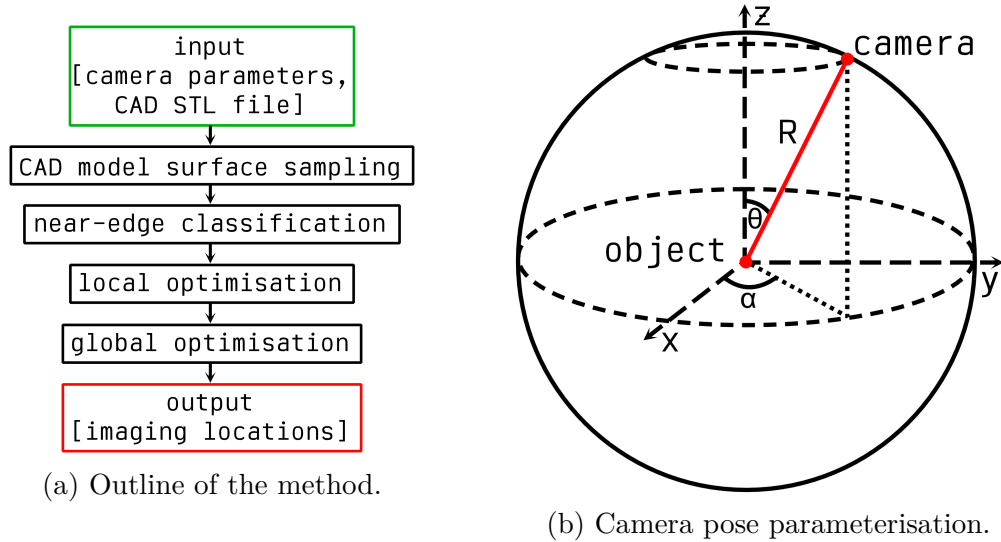 input
[camera parameters,
CAD STL file]
CAD model surface sampling
near-edge classification
local optimisation
global optimisation
output
[imaging locations]
(a) Outline of the method.
z
camera
R
θ
object
y
α
x
(b) Camera pose parameterisation.